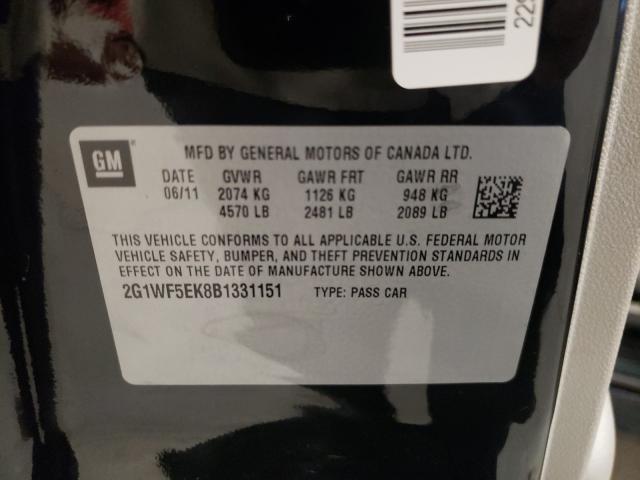 229
GM
MFD BY GENERAL MOTORS OF CANADA LTD.
DATE GVWR GAWR FRT GAWR RR
06/11 2074 KG 1126 KG 948 KG
4570 LB 2481 LB 2089 LB
THIS VEHICLE CONFORMS TO ALL APPLICABLE U.S. FEDERAL MOTOR
VEHICLE SAFETY, BUMPER, AND THEFT PREVENTION STANDARDS IN
EFFECT ON THE DATE OF MANUFACTURE SHOWN ABOVE.
2G1WF5EK8B1331151 TYPE: PASS CAR